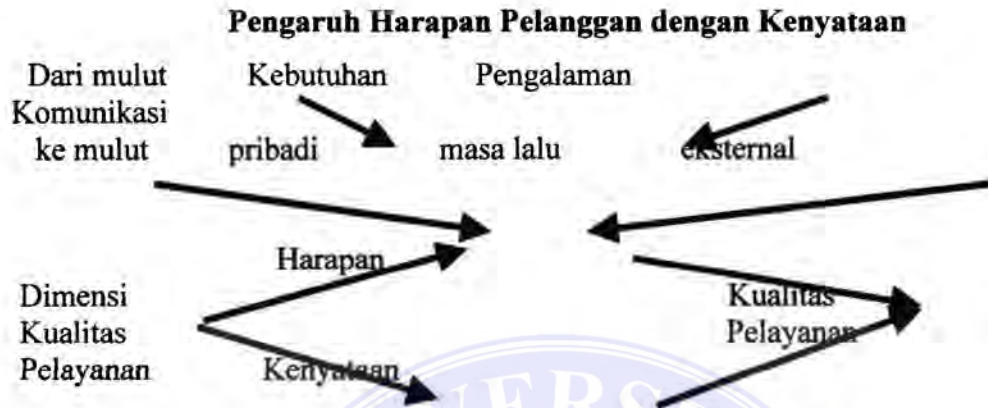 Pengaruh Harapan Pelanggan dengan Kenyataan
Dari mulut Kebutuhan Pengalaman
Komunikasi
ke mulut pribadi masa lalu eksternal
Harapan
Dimensi Kualitas
Kualitas Pelayanan
Pelayanan Kenyataan
ERS